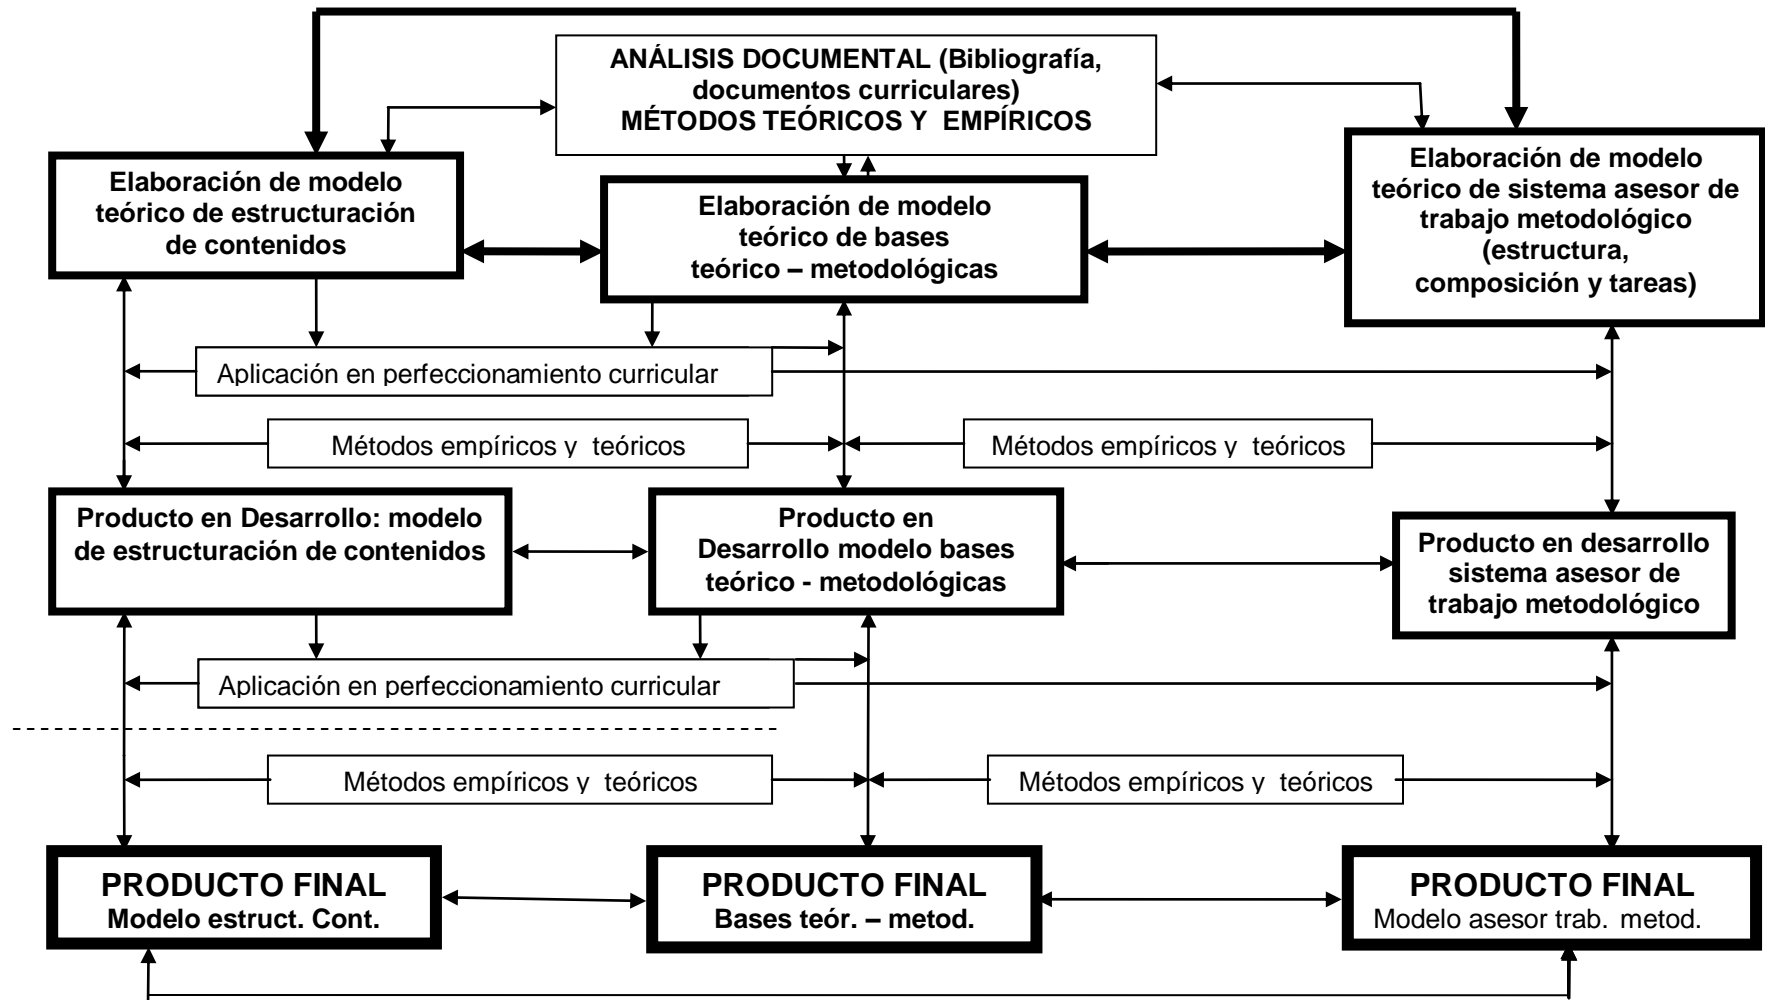 ANÁLISIS DOCUMENTAL (Bibliografía,
documentos curriculares)
MÉTODOS TEÓRICOS Y EMPÍRICOS
Elaboración de modelo
teórico de estructuración
de contenidos
Elaboración de modelo
teórico de bases
teórico – metodológicas
Elaboración de modelo
teórico de sistema asesor de
trabajo metodológico
(estructura,
composición y tareas)
Aplicación en perfeccionamiento curricular
Métodos empíricos y teóricos
Métodos empíricos y teóricos
Producto en Desarrollo: modelo
de estructuración de contenidos
Producto en
Desarrollo modelo bases
teórico - metodológicas
Producto en desarrollo
sistema asesor de
trabajo metodológico
Aplicación en perfeccionamiento curricular
Métodos empíricos y teóricos
Métodos empíricos y teóricos
PRODUCTO FINAL
Modelo estruct. Cont.
PRODUCTO FINAL
Bases teór. – metod.
PRODUCTO FINAL
Modelo asesor trab. metod.